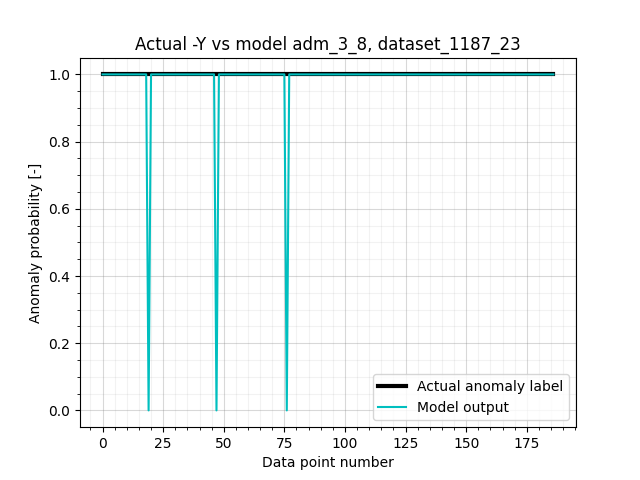 Actual -Y vs model adm_3_8, dataset_1187_23
1.0
0.8
0.6
0.4
0.2
0.0
Anomaly probability [-]
Actual anomaly label
Model output
0 25 50 75 100 125 150 175
Data point number